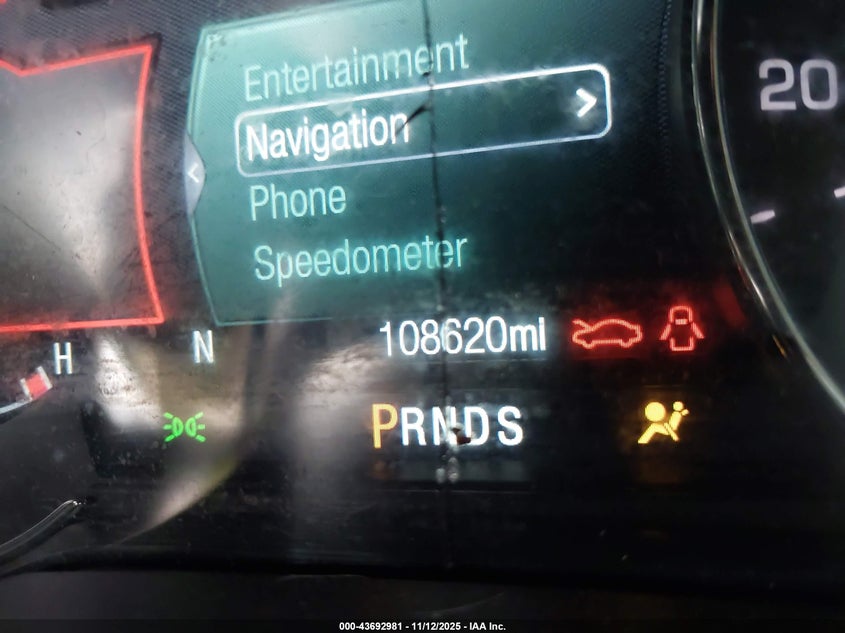 Entertainment
Navigation >
Phone
Speedometer
20
108620mi
H
N
PRNDS
000-43692981 - 11/12/2025 - IAA Inc.